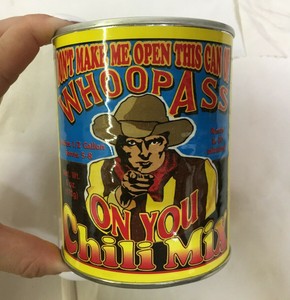 DON'T MAKE ME OPEN THIS CAN OF
WHOOPASS
ON YOU
Chili Mix